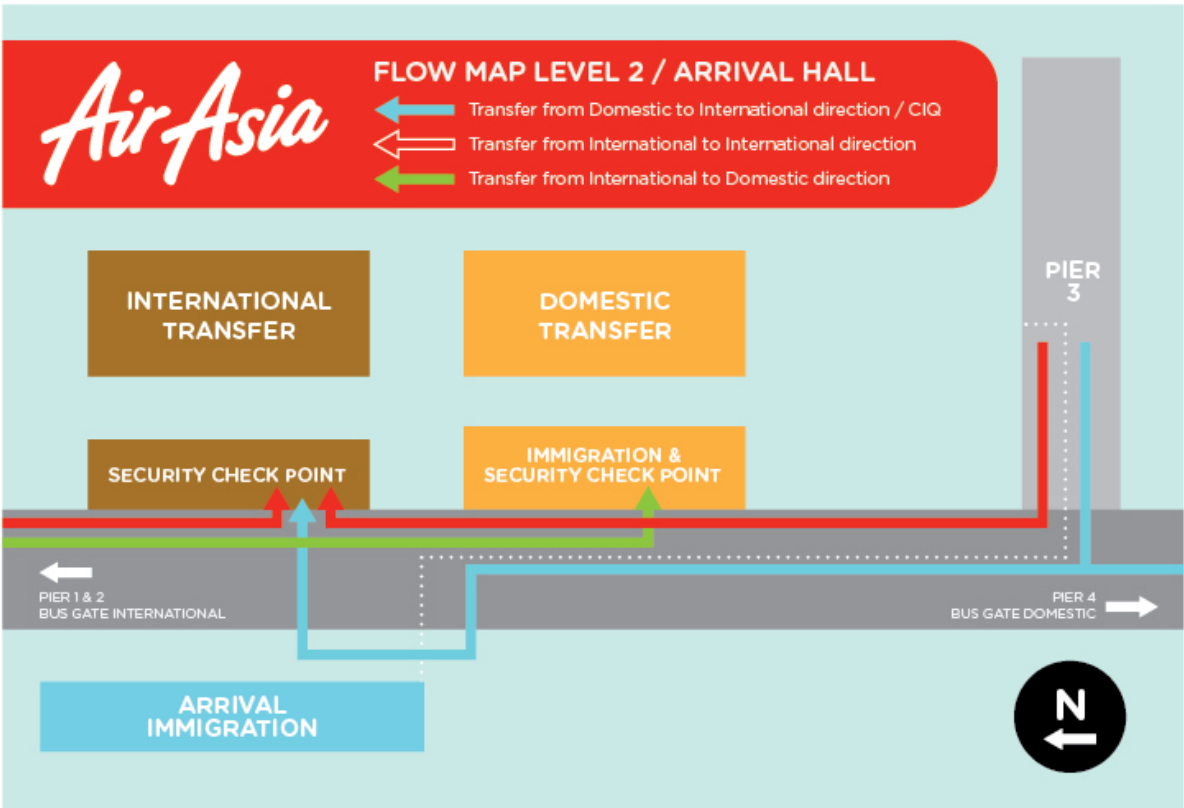 AirAsia
FLOW MAP LEVEL 2 / ARRIVAL HALL
Transfer from Domestic to International direction / CIQ
Transfer from International to International direction
Transfer from International to Domestic direction
INTERNATIONAL
TRANSFER
DOMESTIC
TRANSFER
PIER
3
SECURITY CHECK POINT
IMMIGRATION &
SECURITY CHECK POINT
PIER 1 & 2
BUS GATE INTERNATIONAL
PIER 4
BUS GATE DOMESTIC
ARRIVAL
IMMIGRATION
N